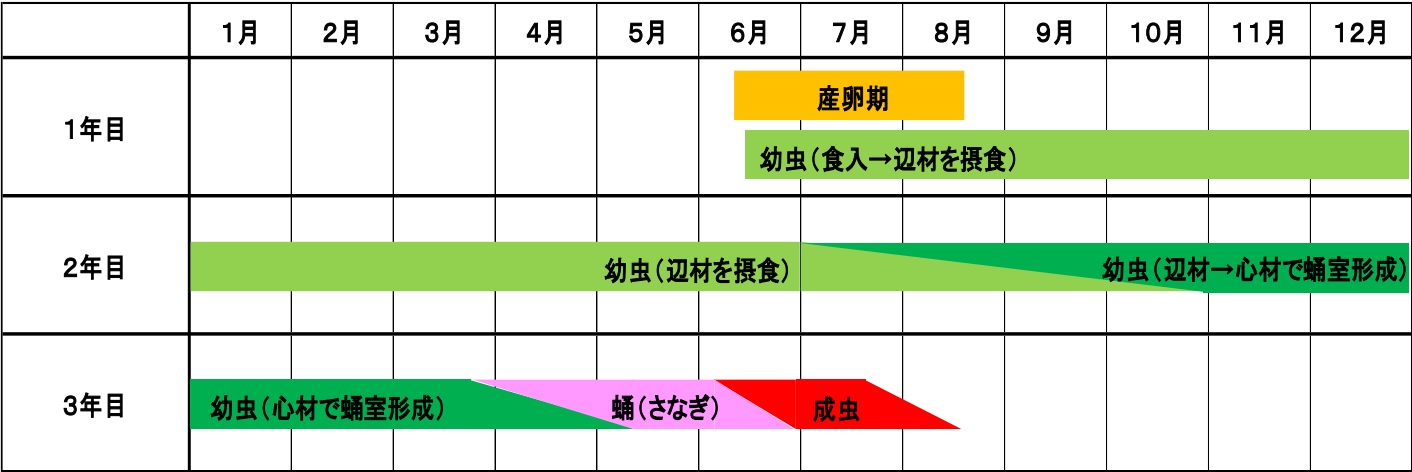 1月 2月 3月 4月 5月 6月 7月 8月 9月 10月 11月 12月
1年目
産卵期
幼虫(食入→辺材を摂食)
2年目
幼虫(辺材を摂食)
幼虫(辺材→心材で蛹室形成)
3年目
幼虫(心材で蛹室形成)
蛹(さなぎ)
成虫